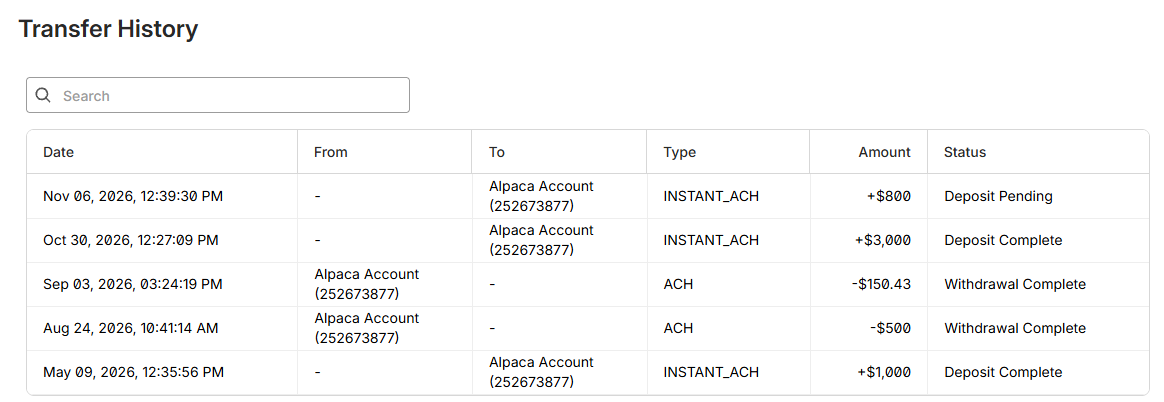 Transfer History
Search
Date From To Type Amount Status
Nov 06, 2026, 12:39:30 PM - Alpaca Account (252673877) INSTANT_ACH +$800 Deposit Pending
Oct 30, 2026, 12:27:09 PM - Alpaca Account (252673877) INSTANT_ACH +$3,000 Deposit Complete
Sep 03, 2026, 03:24:19 PM Alpaca Account (252673877) - ACH -$150.43 Withdrawal Complete
Aug 24, 2026, 10:41:14 AM Alpaca Account (252673877) - ACH -$500 Withdrawal Complete
May 09, 2026, 12:35:56 PM - Alpaca Account (252673877) INSTANT_ACH +$1,000 Deposit Complete